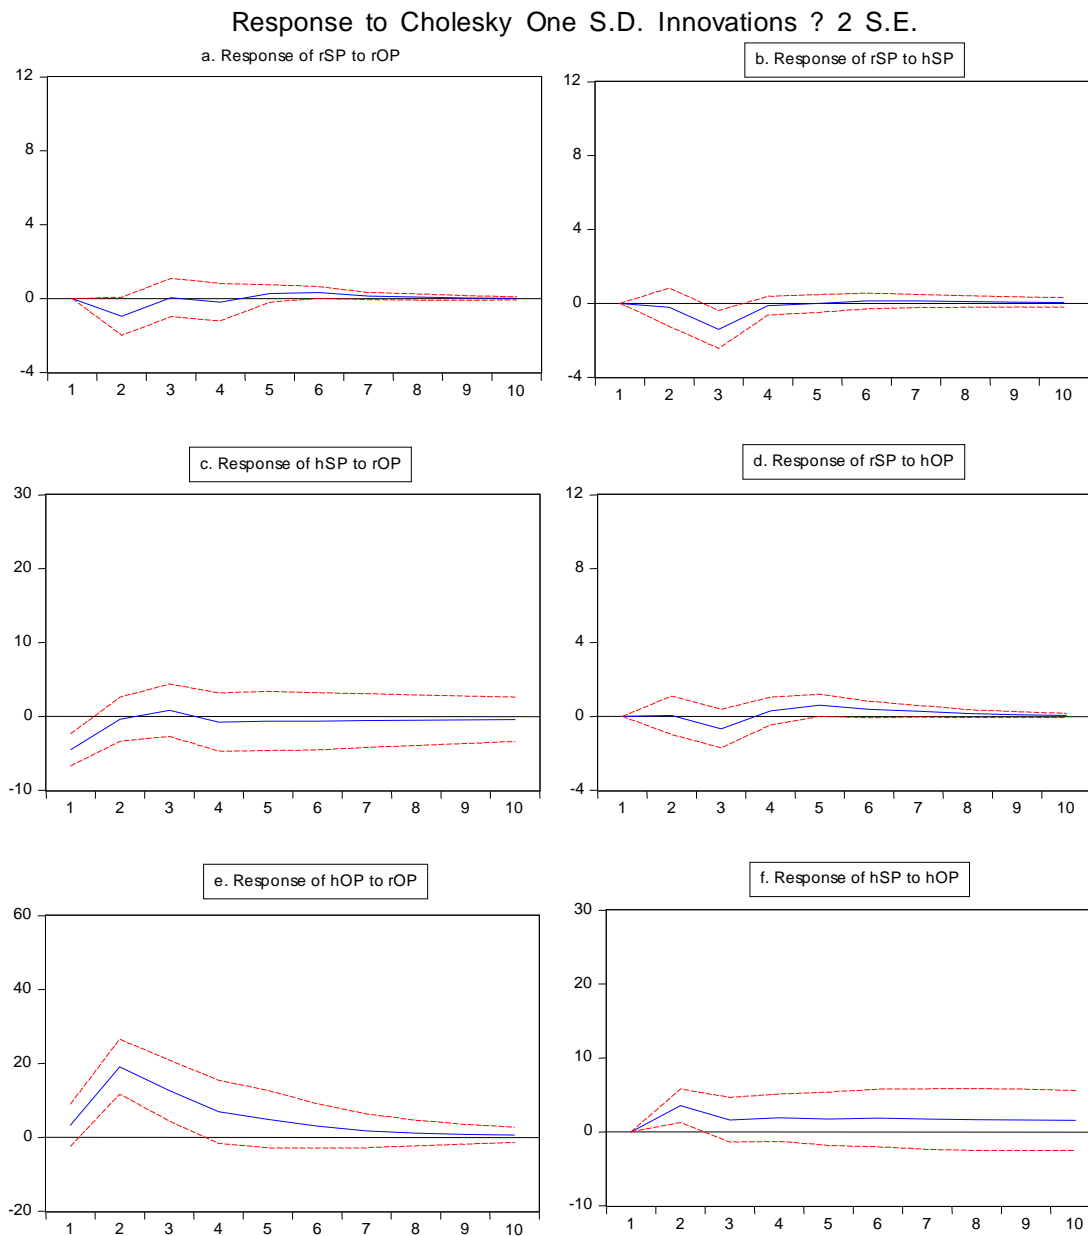 Response to Cholesky One S.D. Innovations ? 2 S.E.
a. Response of rSP to rOP
12
8
4
0
-4
1 2 3 4 5 6 7 8 9 10
b. Response of rSP to hSP
12
8
4
0
-4
1 2 3 4 5 6 7 8 9 10
c. Response of hSP to rOP
30
20
10
0
-10
1 2 3 4 5 6 7 8 9 10
d. Response of rSP to hOP
12
8
4
0
-4
1 2 3 4 5 6 7 8 9 10
e. Response of hOP to rOP
60
40
20
0
-20
1 2 3 4 5 6 7 8 9 10
f. Response of hSP to hOP
30
20
10
0
-10
1 2 3 4 5 6 7 8 9 10